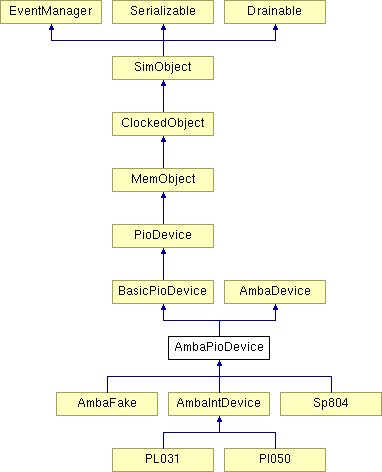 EventManager Serializable Drainable
SimObject
ClockedObject
MemObject
PioDevice
BasicPioDevice AmbaDevice
AmbaPioDevice
AmbaFake AmbaIntDevice Sp804
PL031 Pl050